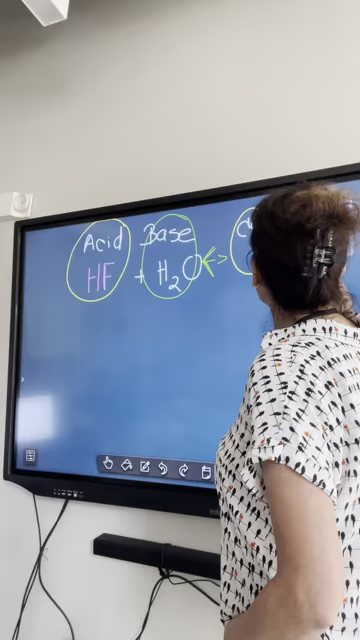 Acid Base
HF + H₂O <->